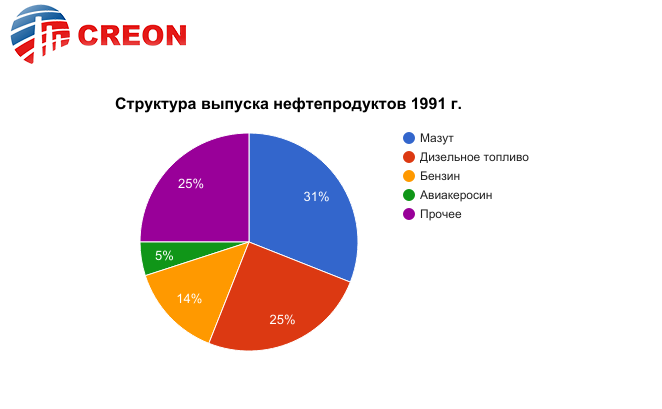 CREON
Структура выпуска нефтепродуктов 1991 г.
Мазут
Дизельное топливо
Бензин
Авиакеросин
Прочее
25%
31%
5%
14%
25%